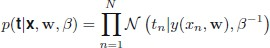 p(t|x, w, β) = ∏_{n=1}^{N} 𝒩 (t_n|y(x_n, w), β^{-1})